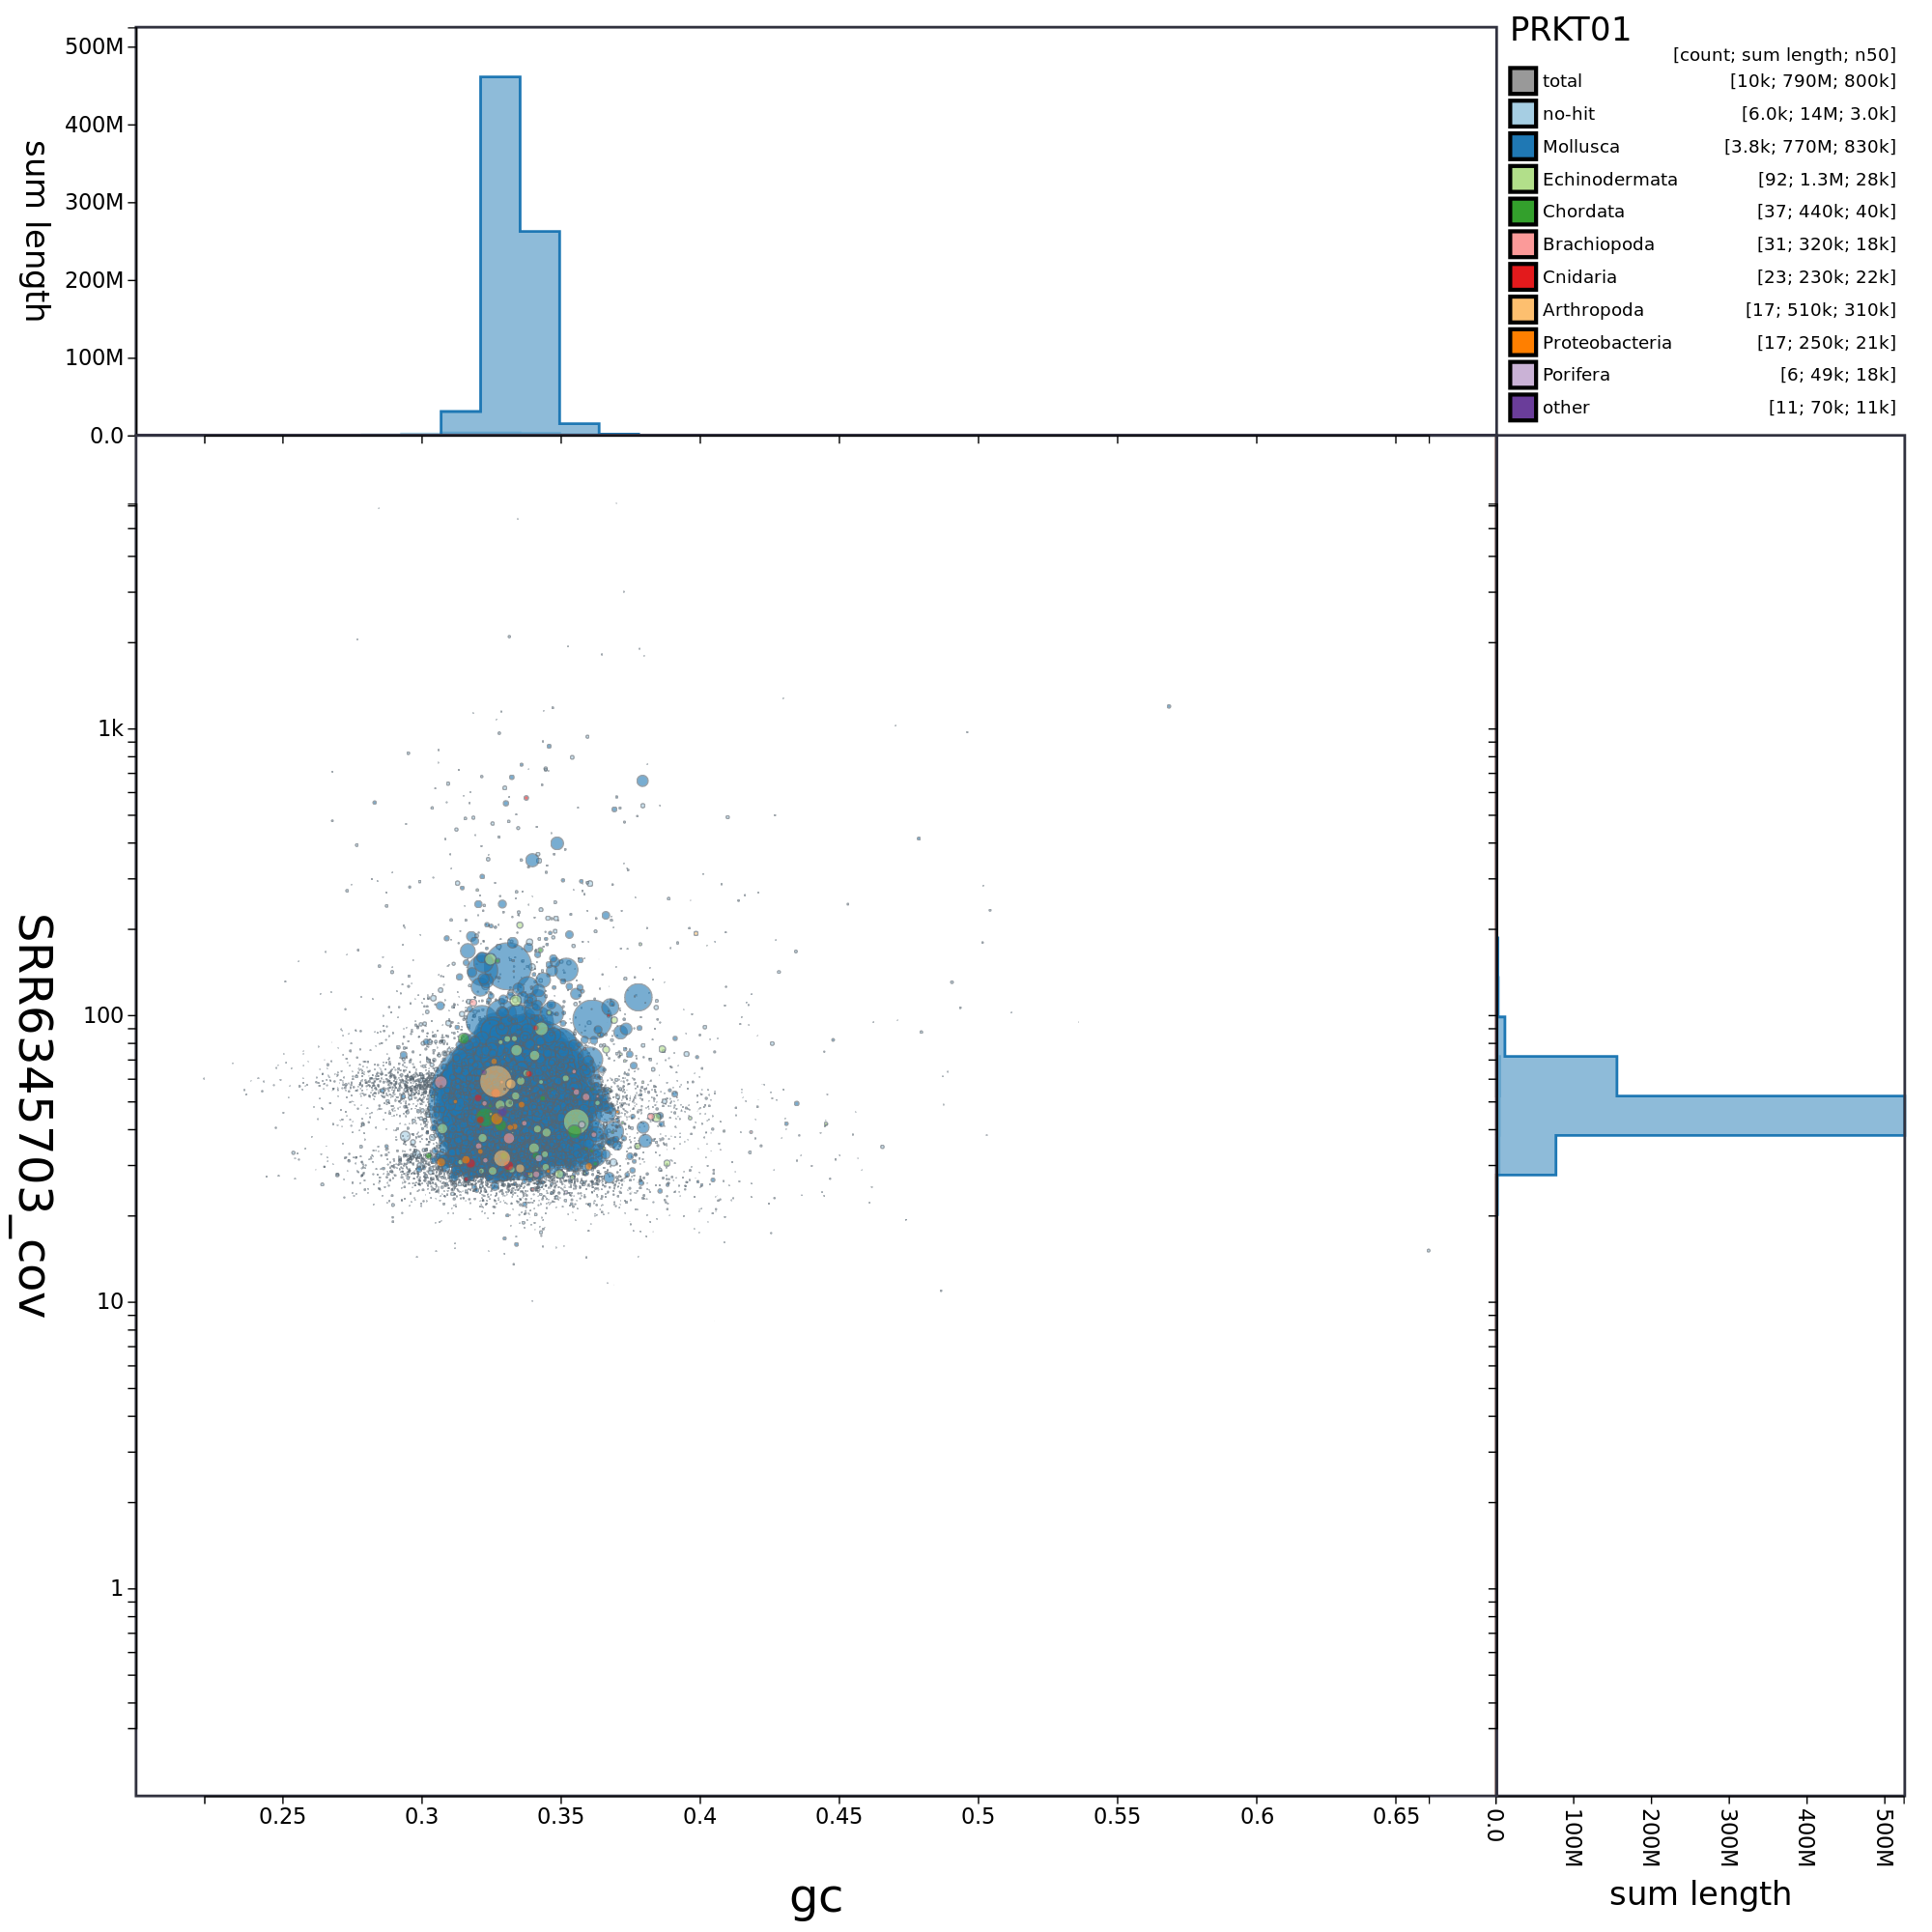 PRKT01
[count; sum length; n50]
total [10k; 790M; 800k]
no-hit [6.0k; 14M; 3.0k]
Mollusca [3.8k; 770M; 830k]
Echinodermata [92; 1.3M; 28k]
Chordata [37; 440k; 40k]
Brachiopoda [31; 320k; 18k]
Cnidaria [23; 230k; 22k]
Arthropoda [17; 510k; 310k]
Proteobacteria [17; 250k; 21k]
Porifera [6; 49k; 18k]
other [11; 70k; 11k]
sum length
500M
400M
300M
200M
100M
0.0
SRR6345703_cov
1k
100
10
1
0.25 0.3 0.35 0.4 0.45 0.5 0.55 0.6 0.65
gc
0.0 100M 200M 300M 400M 500M
sum length